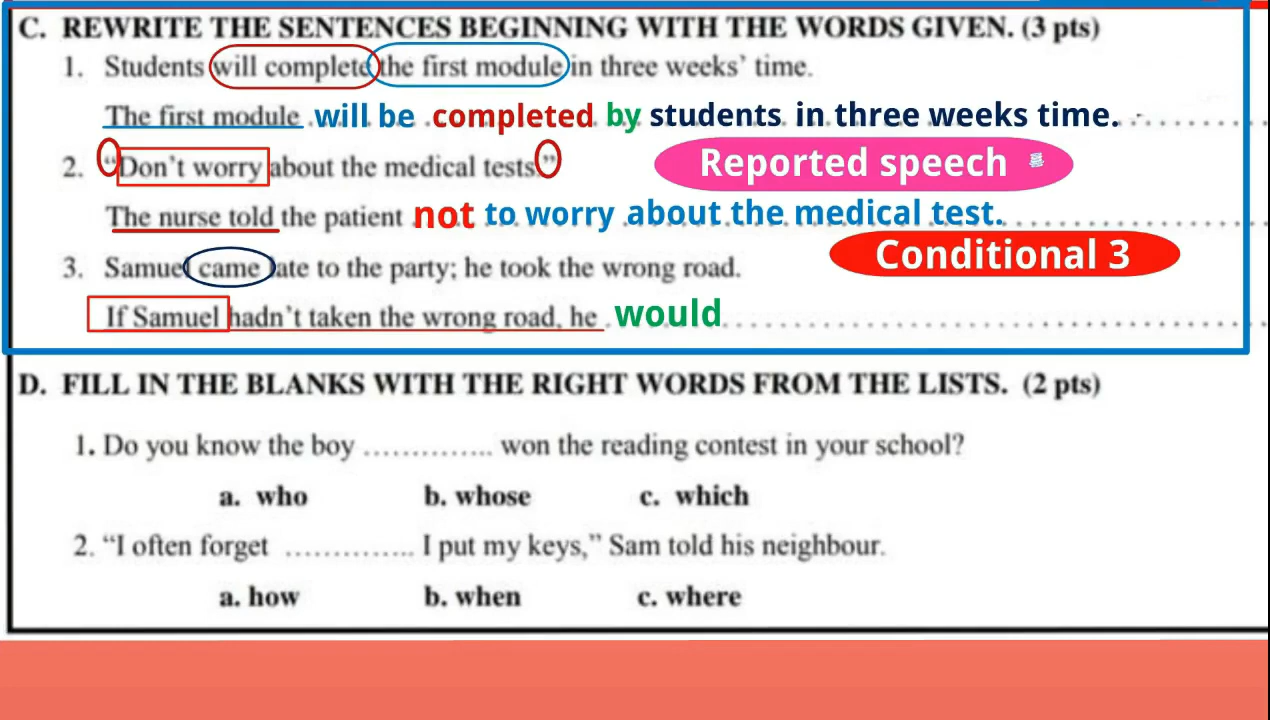 C. REWRITE THE SENTENCES BEGINNING WITH THE WORDS GIVEN. (3 pts)
1. Students will complete the first module in three weeks' time.
The first module will be completed by students in three weeks time.
2. “Don't worry about the medical tests.”
Reported speech
The nurse told the patient not to worry about the medical test.
Conditional 3
3. Samuel came late to the party; he took the wrong road.
If Samuel hadn't taken the wrong road, he would
D. FILL IN THE BLANKS WITH THE RIGHT WORDS FROM THE LISTS. (2 pts)
1. Do you know the boy .............. won the reading contest in your school?
a. who b. whose c. which
2. “I often forget .............. I put my keys,” Sam told his neighbour.
a. how b. when c. where